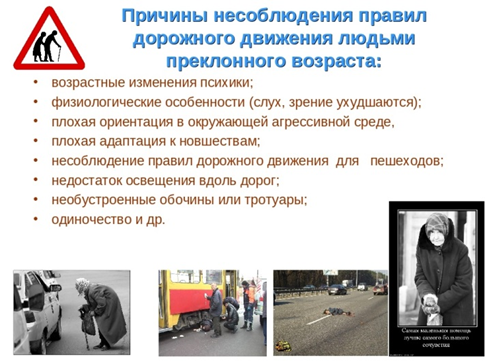 Причины несоблюдения правил
дорожного движения людьми
преклонного возраста:
• возрастные изменения психики;
• физиологические особенности (слух, зрение ухудшаются);
• плохая ориентация в окружающей агрессивной среде,
• плохая адаптация к новшествам;
• несоблюдение правил дорожного движения для пешеходов;
• недостаток освещения вдоль дорог;
• необустроенные обочины или тротуары;
• одиночество и др.
Самая маленькая помощь
лучше самого большого
сочувствия